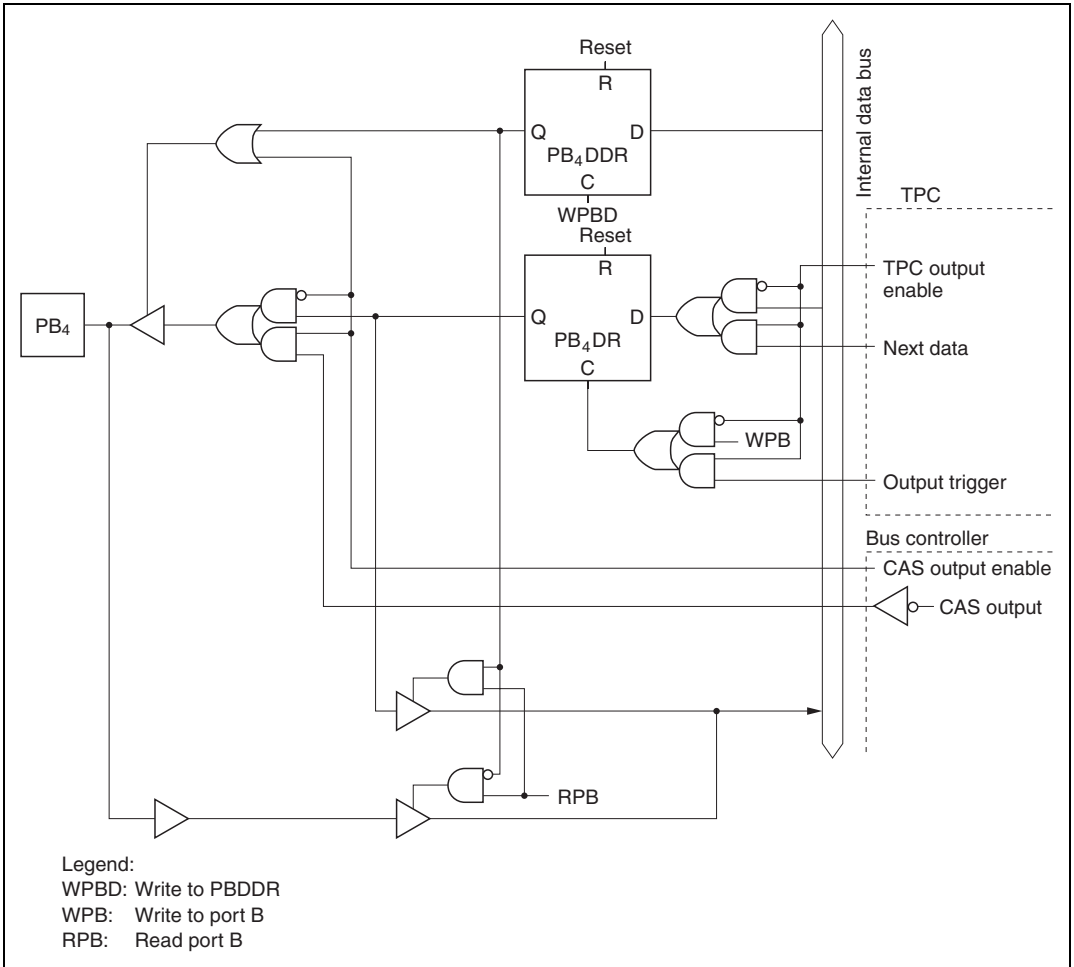 Reset
R
Q
D
PB₄DDR
C
WPBD
Internal data bus
TPC
Reset
R
TPC output
enable
PB₄
Q
D
PB₄DR
C
Next data
WPB
Output trigger
Bus controller
CAS output enable
CAS output
RPB
Legend:
WPBD: Write to PBDDR
WPB: Write to port B
RPB: Read port B